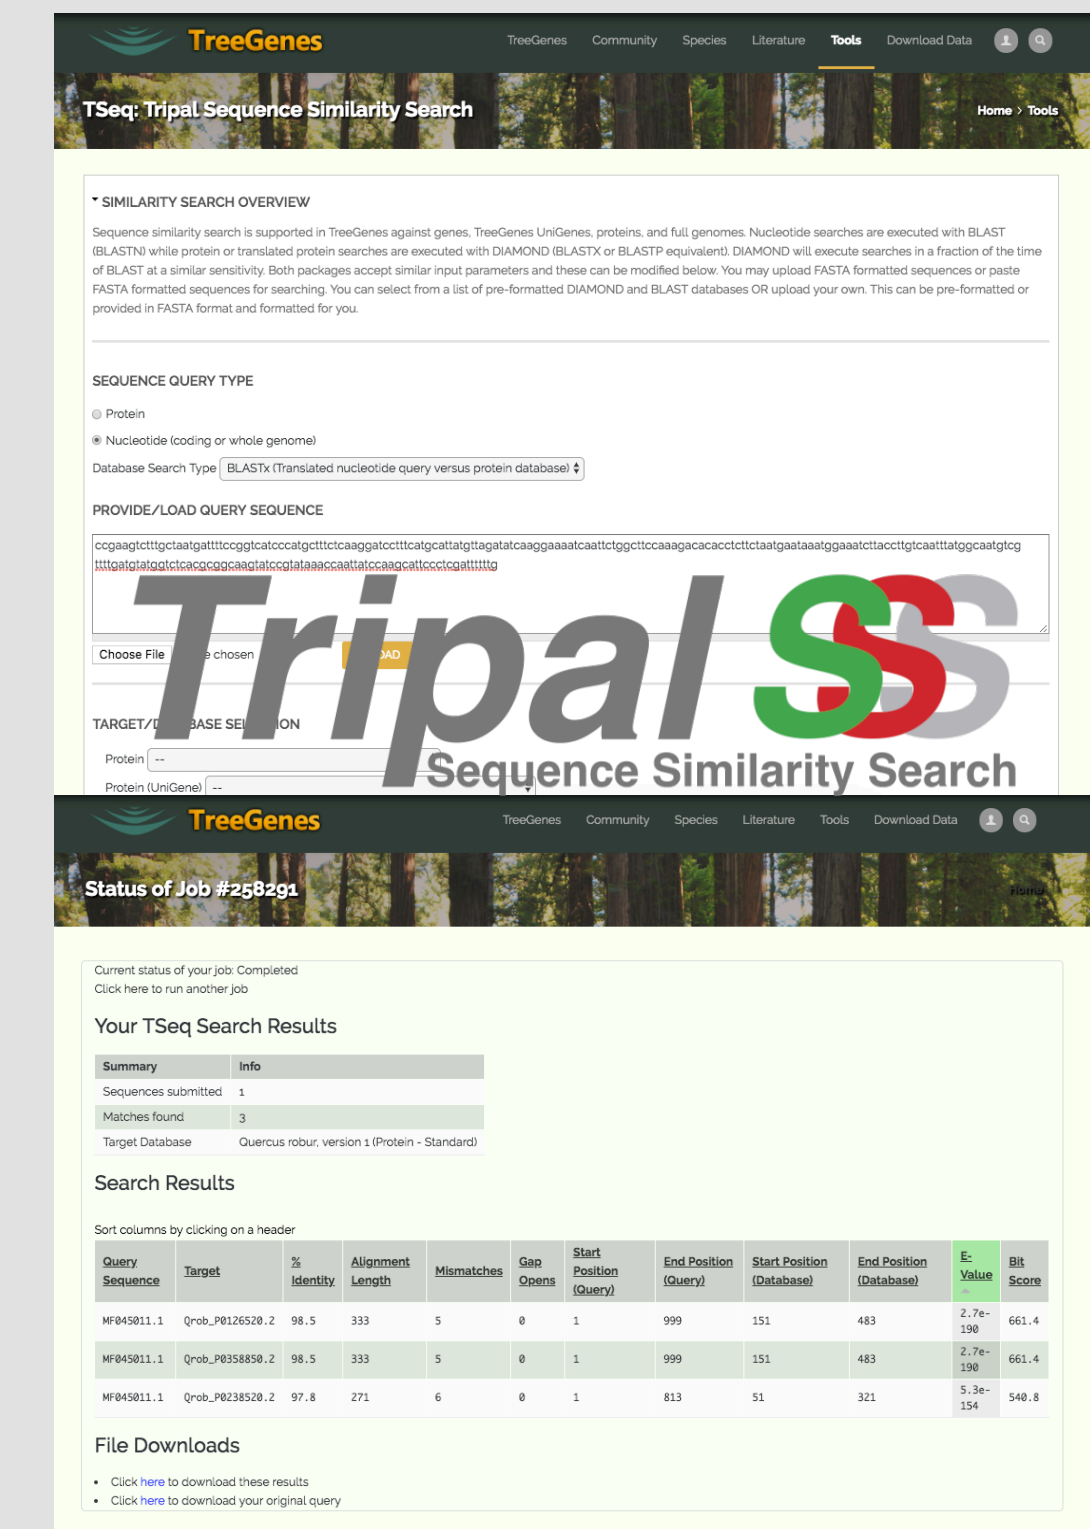 TreeGenes
TreeGenes Community Species Literature Tools Download Data
TSeq: Tripal Sequence Similarity Search
Home > Tools
SIMILARITY SEARCH OVERVIEW
Sequence similarity search is supported in TreeGenes against genes, TreeGenes UniGenes, proteins, and full genomes. Nucleotide searches are executed with BLAST
(BLASTN) while protein or translated protein searches are executed with DIAMOND (BLASTX or BLASTP equivalent). DIAMOND will execute searches in a fraction of the time
of BLAST at a similar sensitivity. Both packages accept similar input parameters and these can be modified below. You may upload FASTA formatted sequences or paste
FASTA formatted sequences for searching. You can select from a list of pre-formatted DIAMOND and BLAST databases OR upload your own. This can be pre-formatted or
provided in FASTA format and formatted for you.
SEQUENCE QUERY TYPE
Protein
Nucleotide (coding or whole genome)
Database Search Type BLASTx (Translated nucleotide query versus protein database)
PROVIDE/LOAD QUERY SEQUENCE
ccgaagtctttgctaatgattttccggtcatcccatgctttctcaaggatcctttcatgcattatgttagatatcaaggaaaatcaattctggcttccaaagacacacctcttctaatgaataaatggaaatcttaccttgtcaatttatggcaatgtcg
ttttgatgtatggtctcacgcggcaagtatccgtataaaccaattatccaagcattccctcgattttttg
Choose File
chosen
Tripal SSS
Sequence Similarity Search
TARGET/
Protein --
Protein (UniGene) --
TreeGenes
TreeGenes Community Species Literature Tools Download Data
Status of Job #258291
Home
Current status of your job: Completed
Click here to run another job
Your TSeq Search Results
Summary Info
Sequences submitted 1
Matches found 3
Target Database Quercus robur, version 1 (Protein - Standard)
Search Results
Sort columns by clicking on a header
Query Sequence Target % Identity Alignment Length Mismatches Gap Opens Start Position (Query) End Position (Query) Start Position (Database) End Position (Database) E-Value Bit Score
MF045011.1 Qrob_P0126520.2 98.5 333 5 0 1 999 151 483 2.7e-190 661.4
MF045011.1 Qrob_P0358850.2 98.5 333 5 0 1 999 151 483 2.7e-190 661.4
MF045011.1 Qrob_P0238520.2 97.8 271 6 0 1 813 51 321 5.3e-154 540.8
File Downloads
• Click here to download these results
• Click here to download your original query